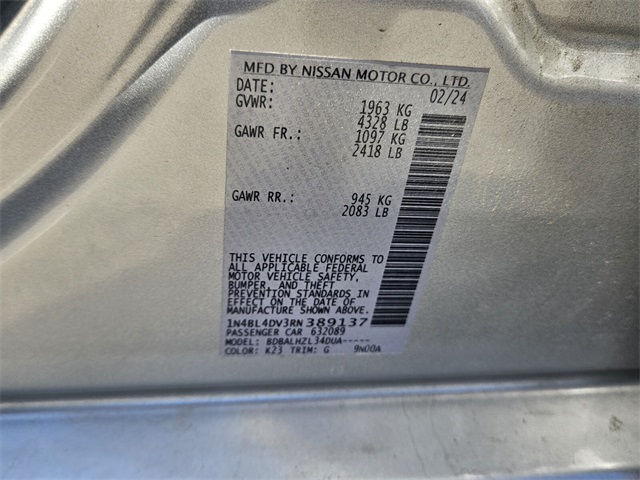 MFD BY NISSAN MOTOR CO., LTD.
DATE: 02/24
GVWR: 1963 KG
4328 LB
GAWR FR.: 1097 KG
2418 LB
GAWR RR.: 945 KG
2083 LB
THIS VEHICLE CONFORMS TO
ALL APPLICABLE FEDERAL
MOTOR VEHICLE SAFETY,
BUMPER, AND THEFT
PREVENTION STANDARDS IN
EFFECT ON THE DATE OF
MANUFACTURE SHOWN ABOVE.
1N4BL4DV3RN389137
PASSENGER CAR 632089
MODEL: BDBALHZL34DUA-----
COLOR: K23 TRIM: G 9N00A